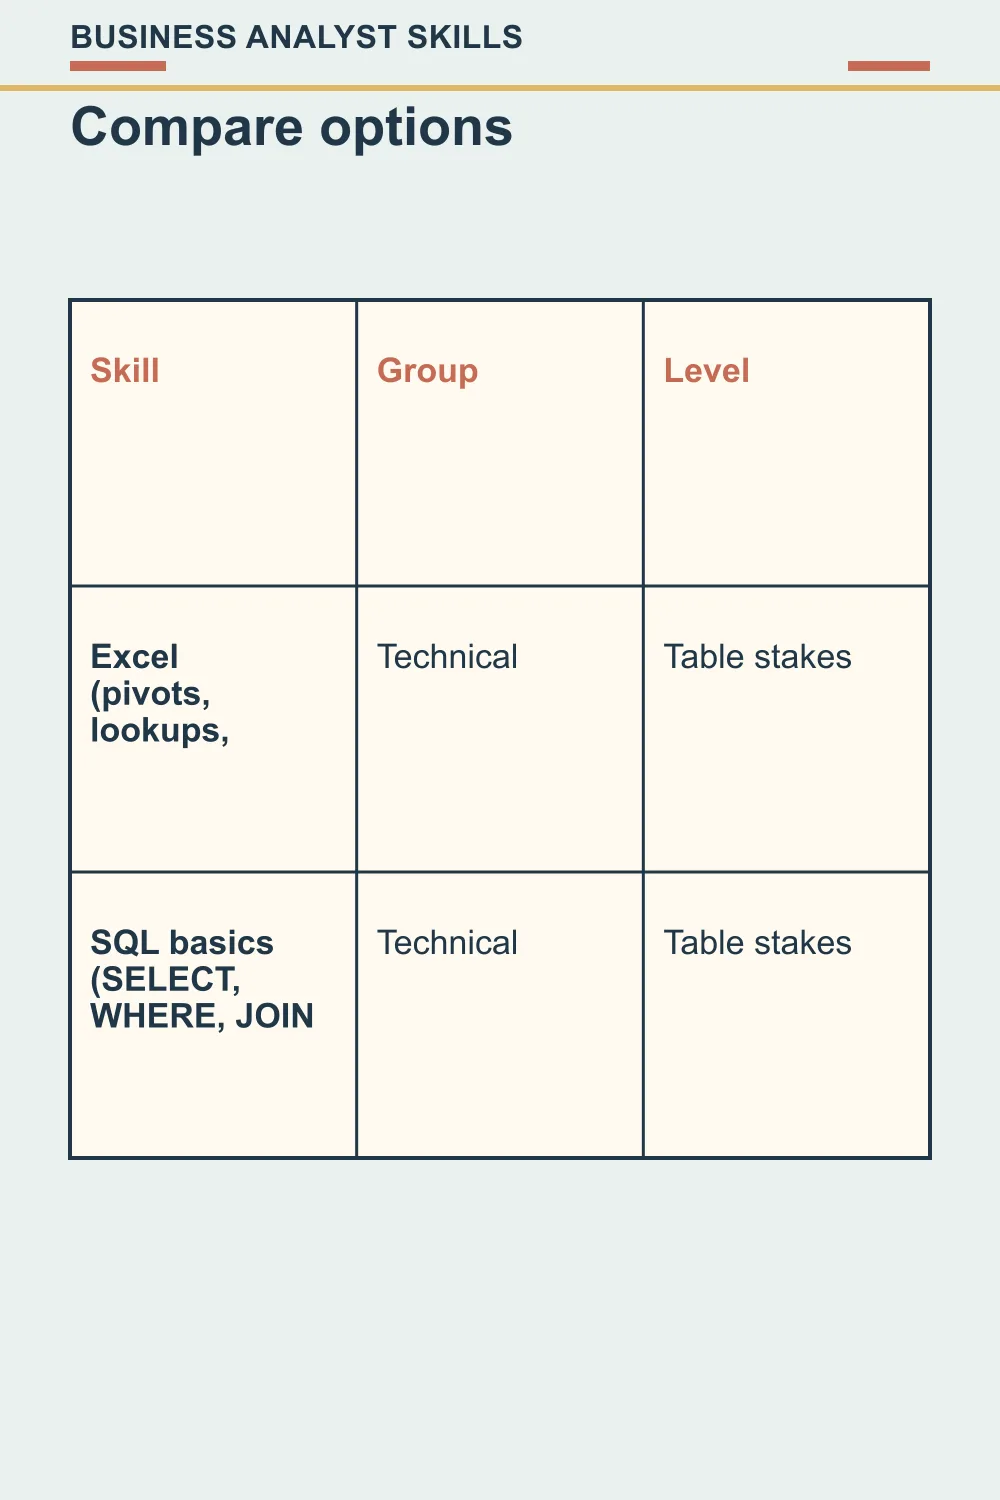 BUSINESS ANALYST SKILLS
Compare options
Skill
Group
Level
Excel
(pivots,
lookups,
Technical
Table stakes
SQL basics
(SELECT,
WHERE, JOIN
Technical
Table stakes